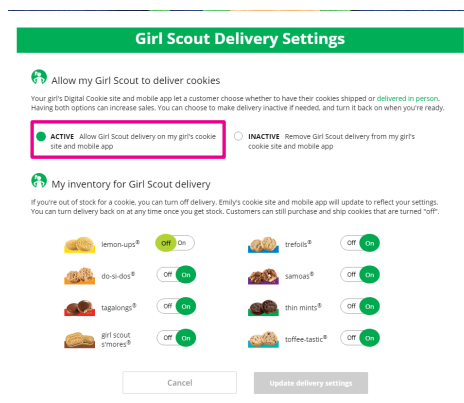 Girl Scout Delivery Settings
Allow my Girl Scout to deliver cookies
Your girl's Digital Cookie site and mobile app let a customer choose whether to have their cookies shipped or delivered in person.
Having both options can increase sales. You can choose to make delivery inactive if needed, and turn it back on when you're ready.
ACTIVE Allow Girl Scout delivery on my girl's cookie
site and mobile app
INACTIVE Remove Girl Scout delivery from my girl's
cookie site and mobile app
My inventory for Girl Scout delivery
If you're out of stock for a cookie, you can turn off delivery. Emily's cookie site and mobile app will update to reflect your settings.
You can turn delivery back on at any time once you get stock. Customers can still purchase and ship cookies that are turned "off".
lemon-ups® Off On
trefoils® Off On
do-si-dos® Off On
samoas® Off On
tagalongs® Off On
thin mints® Off On
girl scout
s'mores® Off On
toffee-tastic® Off On
Cancel
Update delivery settings